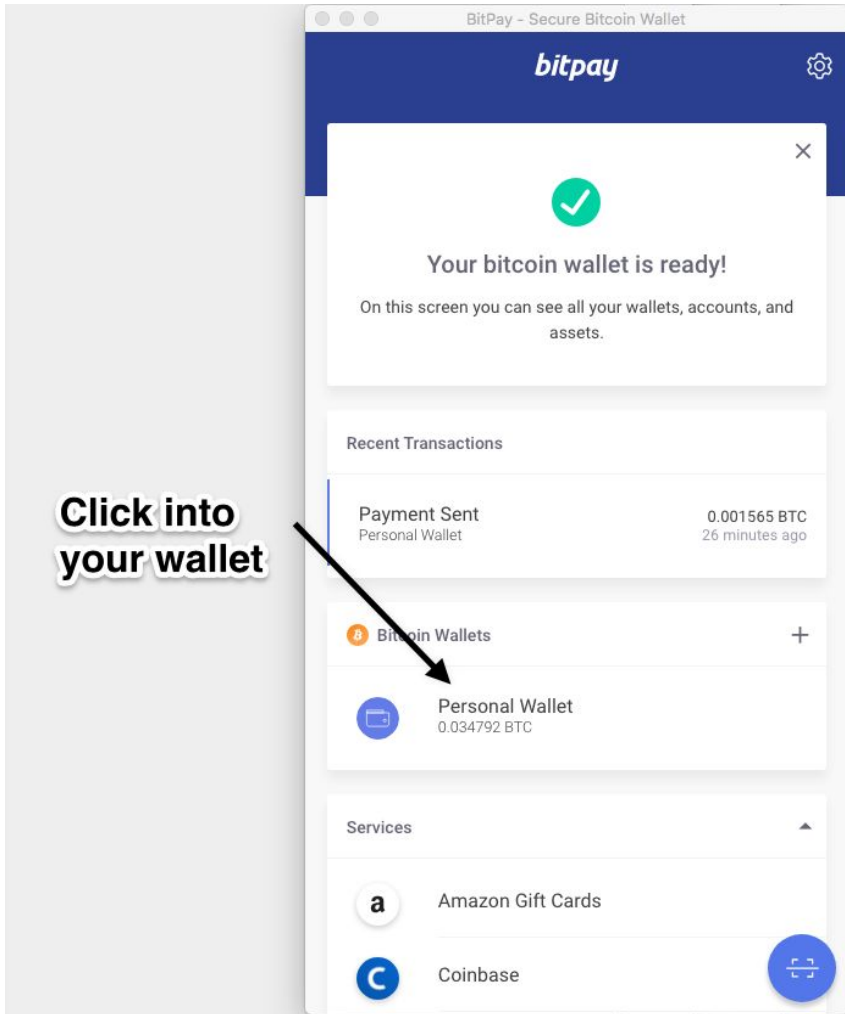 BitPay - Secure Bitcoin Wallet
bitpay
Your bitcoin wallet is ready!
On this screen you can see all your wallets, accounts, and
assets.
Recent Transactions
Click into
your wallet
Payment Sent
0.001565 BTC
Personal Wallet
26 minutes ago
Bitcoin Wallets
Personal Wallet
0.034792 BTC
Services
a
Amazon Gift Cards
C
Coinbase